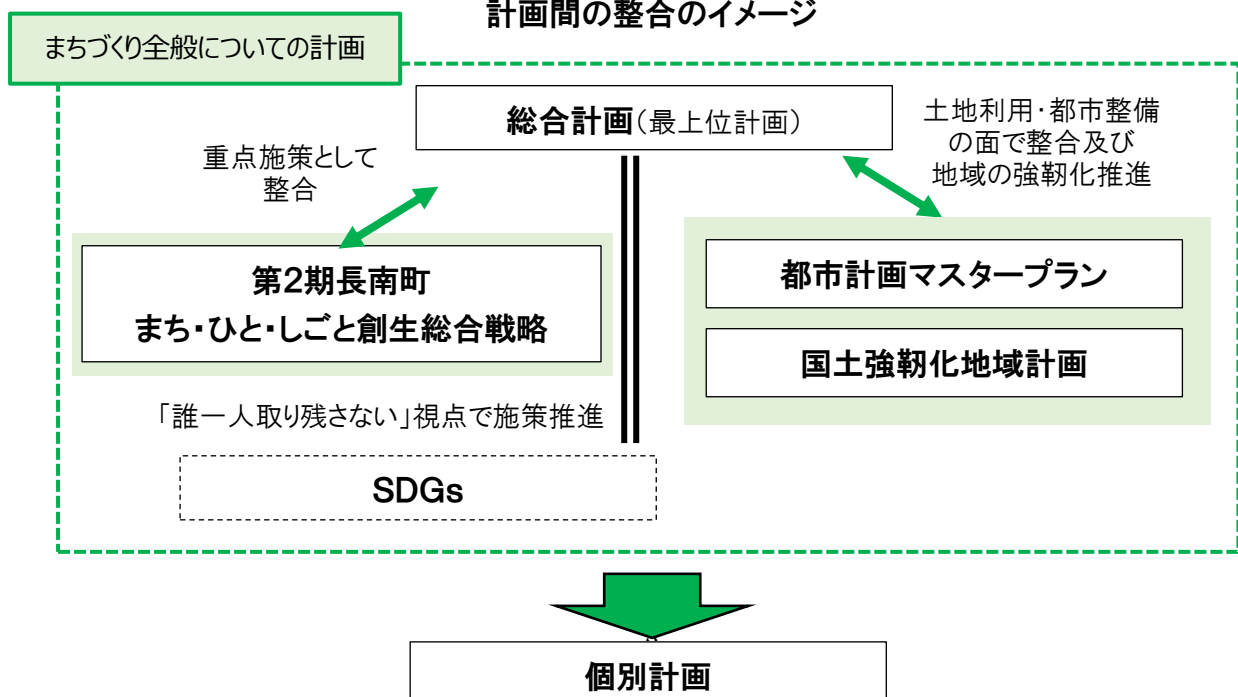 計画間の整合のイメージ
まちづくり全般についての計画
総合計画(最上位計画)
土地利用・都市整備
の面で整合及び
地域の強靭化推進
重点施策として
整合
第2期長南町
まち・ひと・しごと創生総合戦略
都市計画マスタープラン
国土強靭化地域計画
「誰一人取り残さない」視点で施策推進
SDGs
個別計画